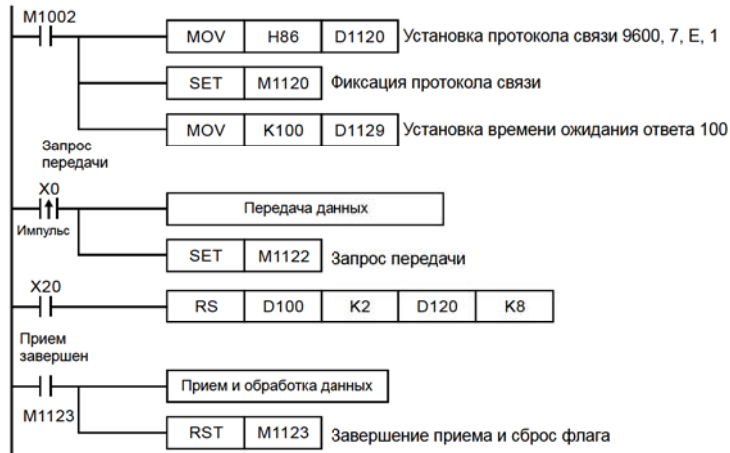 M1002
MOV H86 D1120 Установка протокола связи 9600, 7, E, 1
SET M1120 Фиксация протокола связи
MOV K100 D1129 Установка времени ожидания ответа 100
Запрос
передачи
X0
Импульс
Передача данных
SET M1122 Запрос передачи
X20
RS D100 K2 D120 K8
Прием
завершен
Прием и обработка данных
M1123
RST M1123 Завершение приема и сброс флага